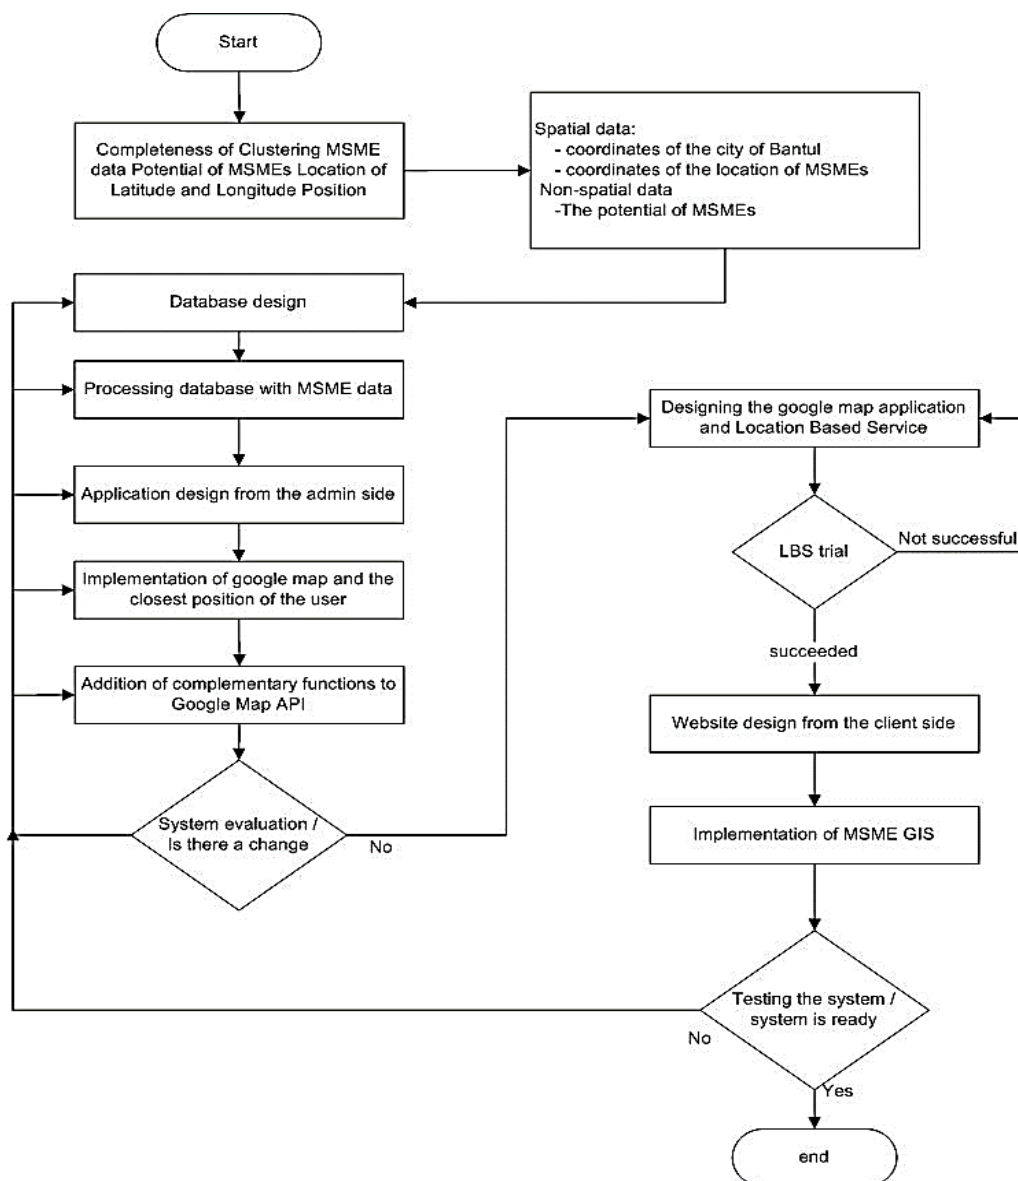 Start
Completeness of Clustering MSME
data Potential of MSMEs Location of
Latitude and Longitude Position
Spatial data:
- coordinates of the city of Bantul
- coordinates of the location of MSMEs
Non-spatial data
-The potential of MSMEs
Database design
Processing database with MSME data
Application design from the admin side
Implementation of google map and the
closest position of the user
Addition of complementary functions to
Google Map API
System evaluation /
Is there a change
No
Designing the google map application
and Location Based Service
LBS trial
Not successful
succeeded
Website design from the client side
Implementation of MSME GIS
Testing the system /
system is ready
No
Yes
end